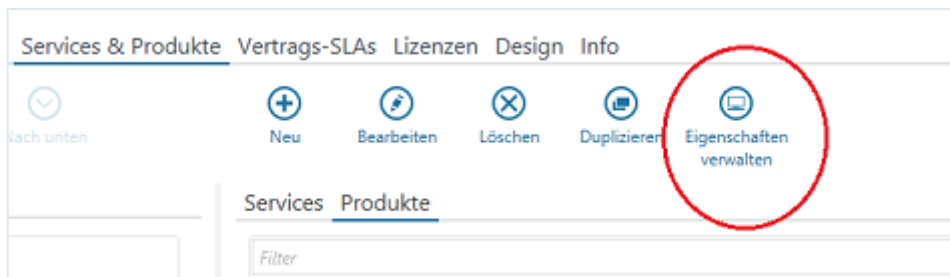 Services & Produkte Vertrags-SLAs Lizenzen Design Info
Nach unten Neu Bearbeiten Löschen Duplizieren Eigenschaften
verwalten
Services Produkte
Filter